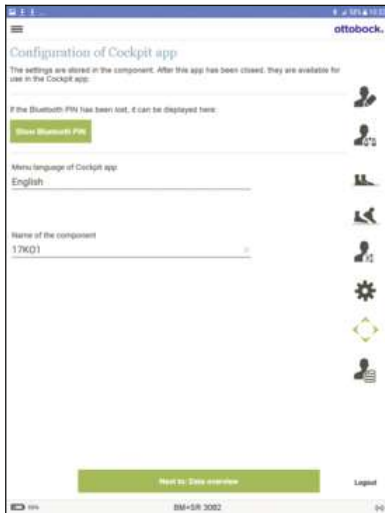 ottobock.
Configuration of Cockpit app
The settings are stored in the component. After this app has been closed, they are available for
use in the Cockpit app.
If the Bluetooth PIN has been lost, it can be displayed here:
Show Bluetooth PIN
Menu language of Cockpit app
English
Name of the component
17KO1
Next to: Data overview
Logout
BM+SR 3082